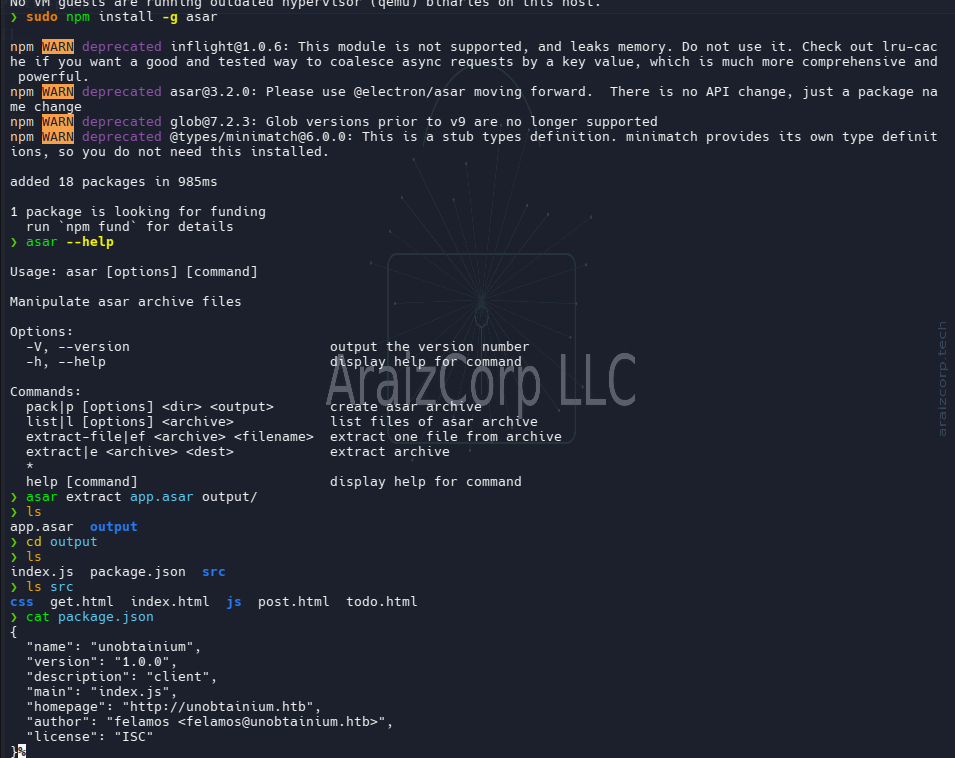 No VM guests are running outdated hypervisor (qemu) binaries on this host.
❯ sudo npm install -g asar
npm WARN deprecated inflight@1.0.6: This module is not supported, and leaks memory. Do not use it. Check out lru-cac
he if you want a good and tested way to coalesce async requests by a key value, which is much more comprehensive and
 powerful.
npm WARN deprecated asar@3.2.0: Please use @electron/asar moving forward.  There is no API change, just a package na
me change
npm WARN deprecated glob@7.2.3: Glob versions prior to v9 are no longer supported
npm WARN deprecated @types/minimatch@6.0.0: This is a stub types definition. minimatch provides its own type definit
ions, so you do not need this installed.
added 18 packages in 985ms
1 package is looking for funding
  run `npm fund` for details
❯ asar --help
Usage: asar [options] [command]
Manipulate asar archive files
Options:
  -V, --version                         output the version number
  -h, --help                            display help for command
Commands:
  pack|p [options] <dir> <output>       create asar archive
  list|l [options] <archive>            list files of asar archive
  extract-file|ef <archive> <filename>  extract one file from archive
  extract|e <archive> <dest>            extract archive
  *
  help [command]                        display help for command
❯ asar extract app.asar output/
❯ ls
app.asar  output
❯ cd output
❯ ls
index.js  package.json  src
❯ ls src
css  get.html  index.html  js  post.html  todo.html
❯ cat package.json
{
  "name": "unobtainium",
  "version": "1.0.0",
  "description": "client",
  "main": "index.js",
  "homepage": "http://unobtainium.htb",
  "author": "felamos <felamos@unobtainium.htb>",
  "license": "ISC"
}%
AraizCorp LLC
araizcorp.tech